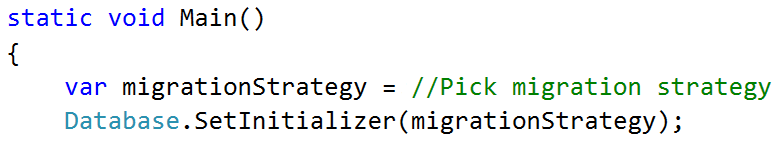 static void Main()
{
    var migrationStrategy = //Pick migration strategy
    Database.SetInitializer(migrationStrategy);